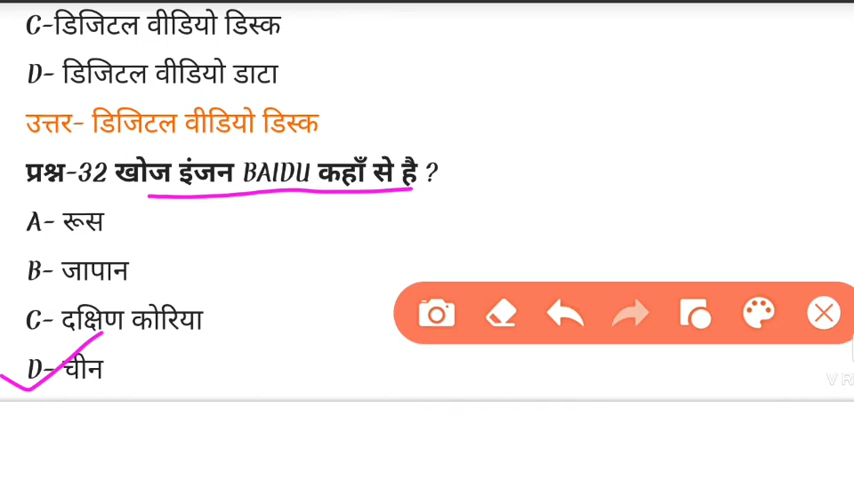 C-डिजिटल वीडियो डिस्क
D- डिजिटल वीडियो डाटा
उत्तर- डिजिटल वीडियो डिस्क
प्रश्न-32 खोज इंजन BAIDU कहाँ से है ?
A- रूस
B- जापान
C- दक्षिण कोरिया
D- चीन
V R